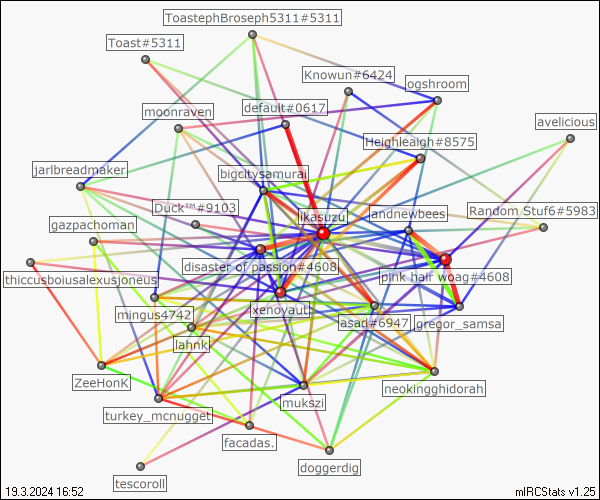 ToastephBroseph5311#5311
Toast#5311
Knowun#6424
ogshroom
default#0617
moonraven
avelicious
Heighleaigh#8575
jarlbreadmaker
bigcitysamurai
Duck™#9103
likasuzu
andnewbees
Random Stuf6#5983
gazpachoman
thiccusboiusalexusjoneus
disaster of passion#4608
pink hair woag#4608
mingus4742
xenoyaut
asad#6947
gregor_samsa
lahnk
ZeeHonK
mukszi
neokingghidorah
turkey_mcnugget
facadas.
doggerdig
tescoroll
19.3.2024 16:52
mIRCStats v1.25